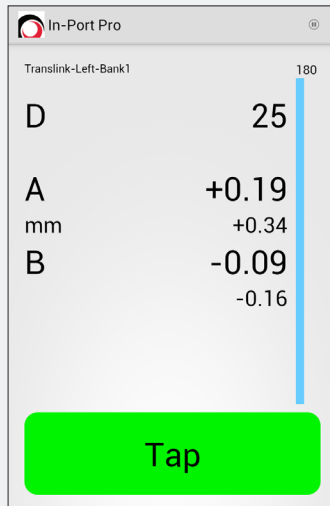 In-Port Pro
Translink-Left-Bank1
180
D 25
A +0.19
mm +0.34
B -0.09
-0.16
Tap